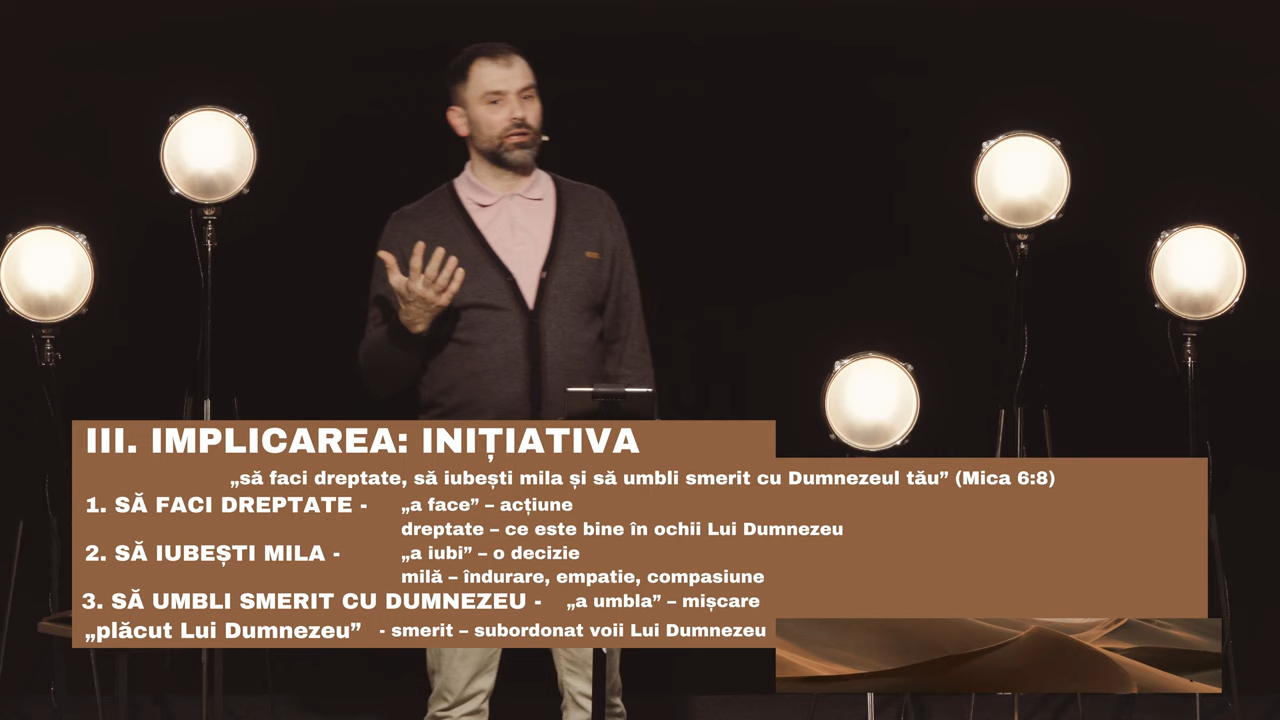 III. IMPLICAREA: INIȚIATIVA
„să faci dreptate, să iubești mila și să umbli smerit cu Dumnezeul tău” (Mica 6:8)
1. SĂ FACI DREPTATE - „a face” – acțiune
dreptate – ce este bine în ochii Lui Dumnezeu
2. SĂ IUBEȘTI MILA - „a iubi” – o decizie
milă – îndurare, empatie, compasiune
3. SĂ UMBLI SMERIT CU DUMNEZEU - „a umbla” – mișcare
„plăcut Lui Dumnezeu” - smerit – subordonat voii Lui Dumnezeu